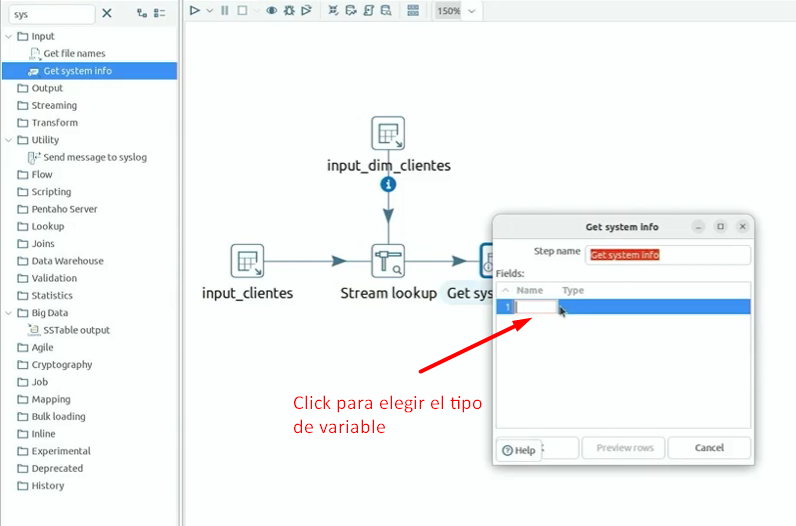 sys
Input
Get file names
Get system info
Output
Streaming
Transform
Utility
Send message to syslog
Flow
Scripting
Pentaho Server
Lookup
Joins
Data Warehouse
Validation
Statistics
Big Data
SSTable output
Agile
Cryptography
Job
Mapping
Bulk loading
Inline
Experimental
Deprecated
History
150%
input_dim_clientes
input_clientes
Stream lookup
Get sys
Get system info
Step name
Get system info
Fields:
Name Type
1
Help
Preview rows
Cancel
Click para elegir el tipo
de variable